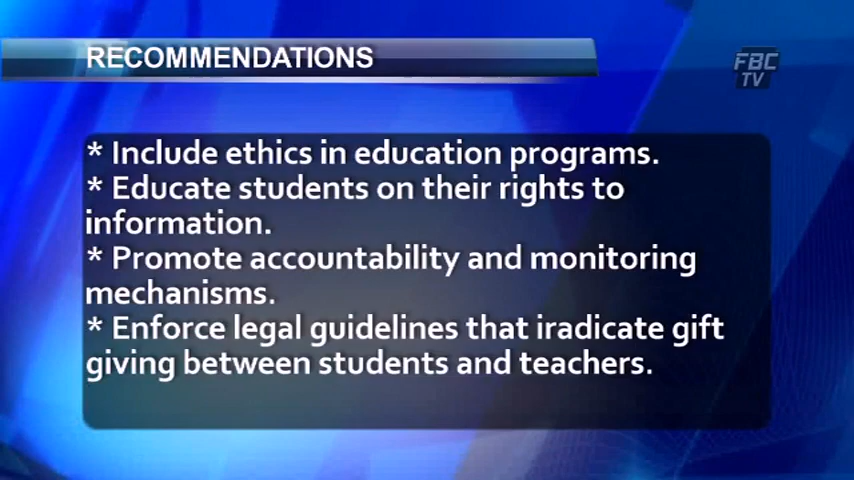 RECOMMENDATIONS
FBC
TV
* Include ethics in education programs.
* Educate students on their rights to
information.
* Promote accountability and monitoring
mechanisms.
* Enforce legal guidelines that iradicate gift
giving between students and teachers.